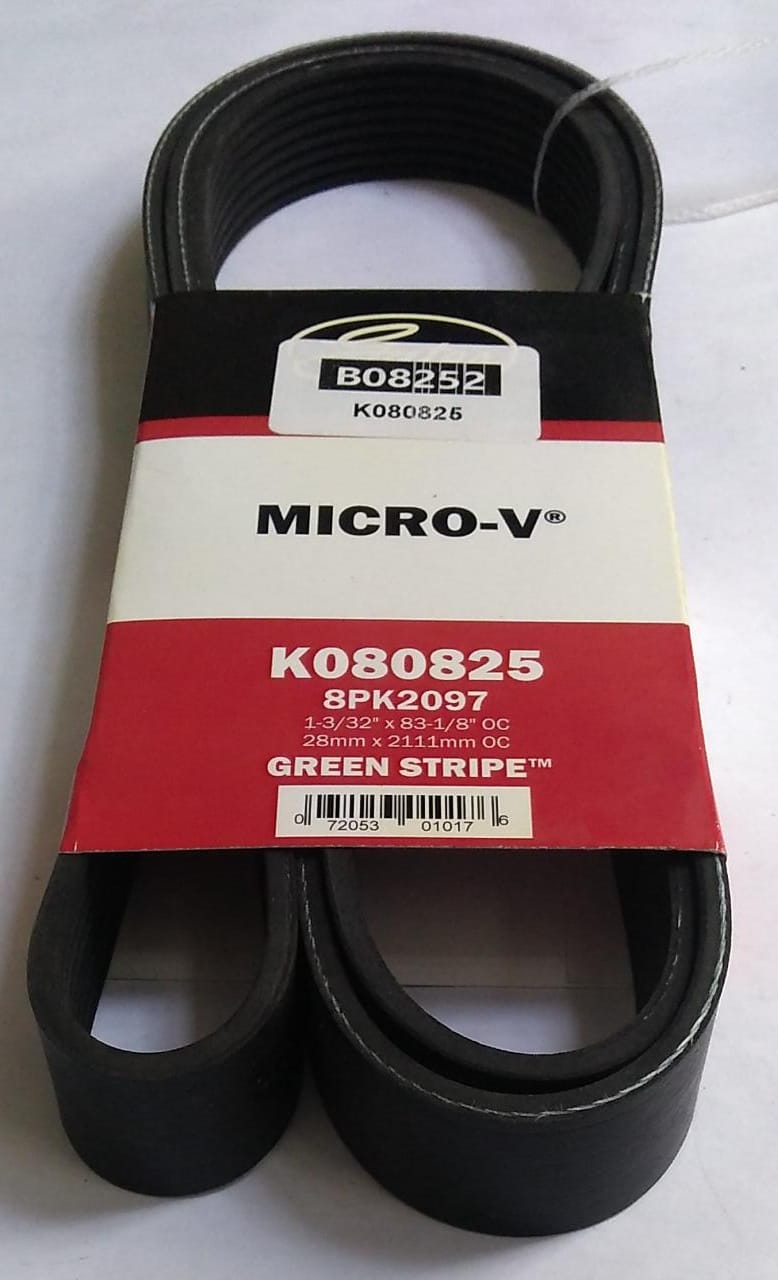 B08252
K080825
MICRO-V®
K080825
8PK2097
1-3/32" x 83-1/8" OC
28mm x 2111mm OC
GREEN STRIPE™
0 72053 01017 6